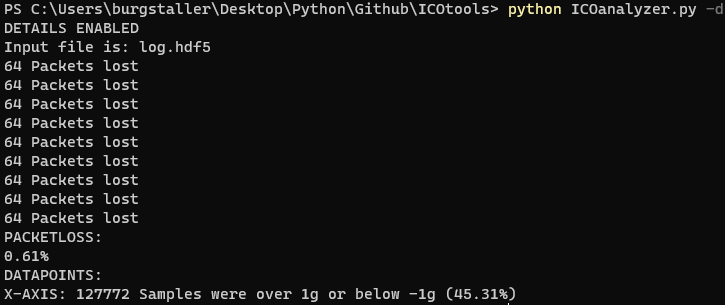 PS C:\Users\burgstaller\Desktop\Python\Github\ICOtools> python ICOanalyzer.py -d
DETAILS ENABLED
Input file is: log.hdf5
64 Packets lost
64 Packets lost
64 Packets lost
64 Packets lost
64 Packets lost
64 Packets lost
64 Packets lost
64 Packets lost
64 Packets lost
PACKETLOSS:
0.61%
DATAPOINTS:
X-AXIS: 127772 Samples were over 1g or below -1g (45.31%)